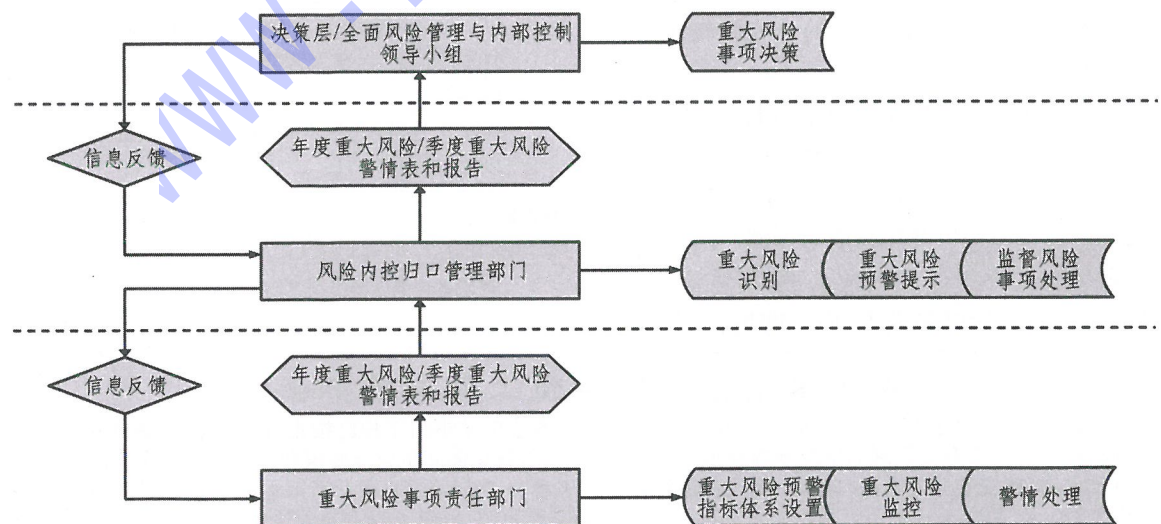 决策层/全面风险管理与内部控制
领导小组
重大风险
事项决策
信息反馈
年度重大风险/季度重大风险
警情表和报告
风险内控归口管理部门
重大风险
识别
重大风险
预警提示
监督风险
事项处理
信息反馈
年度重大风险/季度重大风险
警情表和报告
重大风险事项责任部门
重大风险预警
指标体系设置
重大风险
监控
警情处理